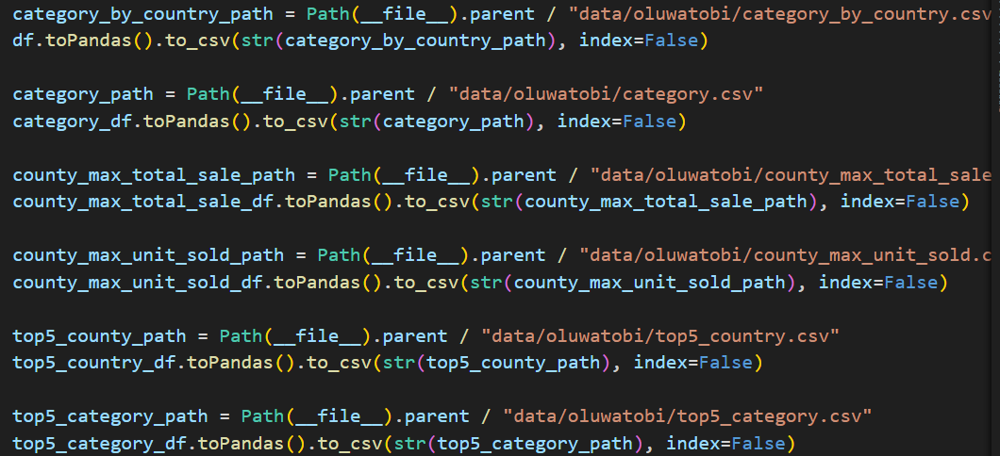 category_by_country_path = Path(__file__).parent / "data/oluwatobi/category_by_country.csv
df.toPandas().to_csv(str(category_by_country_path), index=False)
category_path = Path(__file__).parent / "data/oluwatobi/category.csv"
category_df.toPandas().to_csv(str(category_path), index=False)
county_max_total_sale_path = Path(__file__).parent / "data/oluwatobi/county_max_total_sale
county_max_total_sale_df.toPandas().to_csv(str(county_max_total_sale_path), index=False)
county_max_unit_sold_path = Path(__file__).parent / "data/oluwatobi/county_max_unit_sold.c
county_max_unit_sold_df.toPandas().to_csv(str(county_max_unit_sold_path), index=False)
top5_county_path = Path(__file__).parent / "data/oluwatobi/top5_country.csv"
top5_country_df.toPandas().to_csv(str(top5_county_path), index=False)
top5_category_path = Path(__file__).parent / "data/oluwatobi/top5_category.csv"
top5_category_df.toPandas().to_csv(str(top5_category_path), index=False)